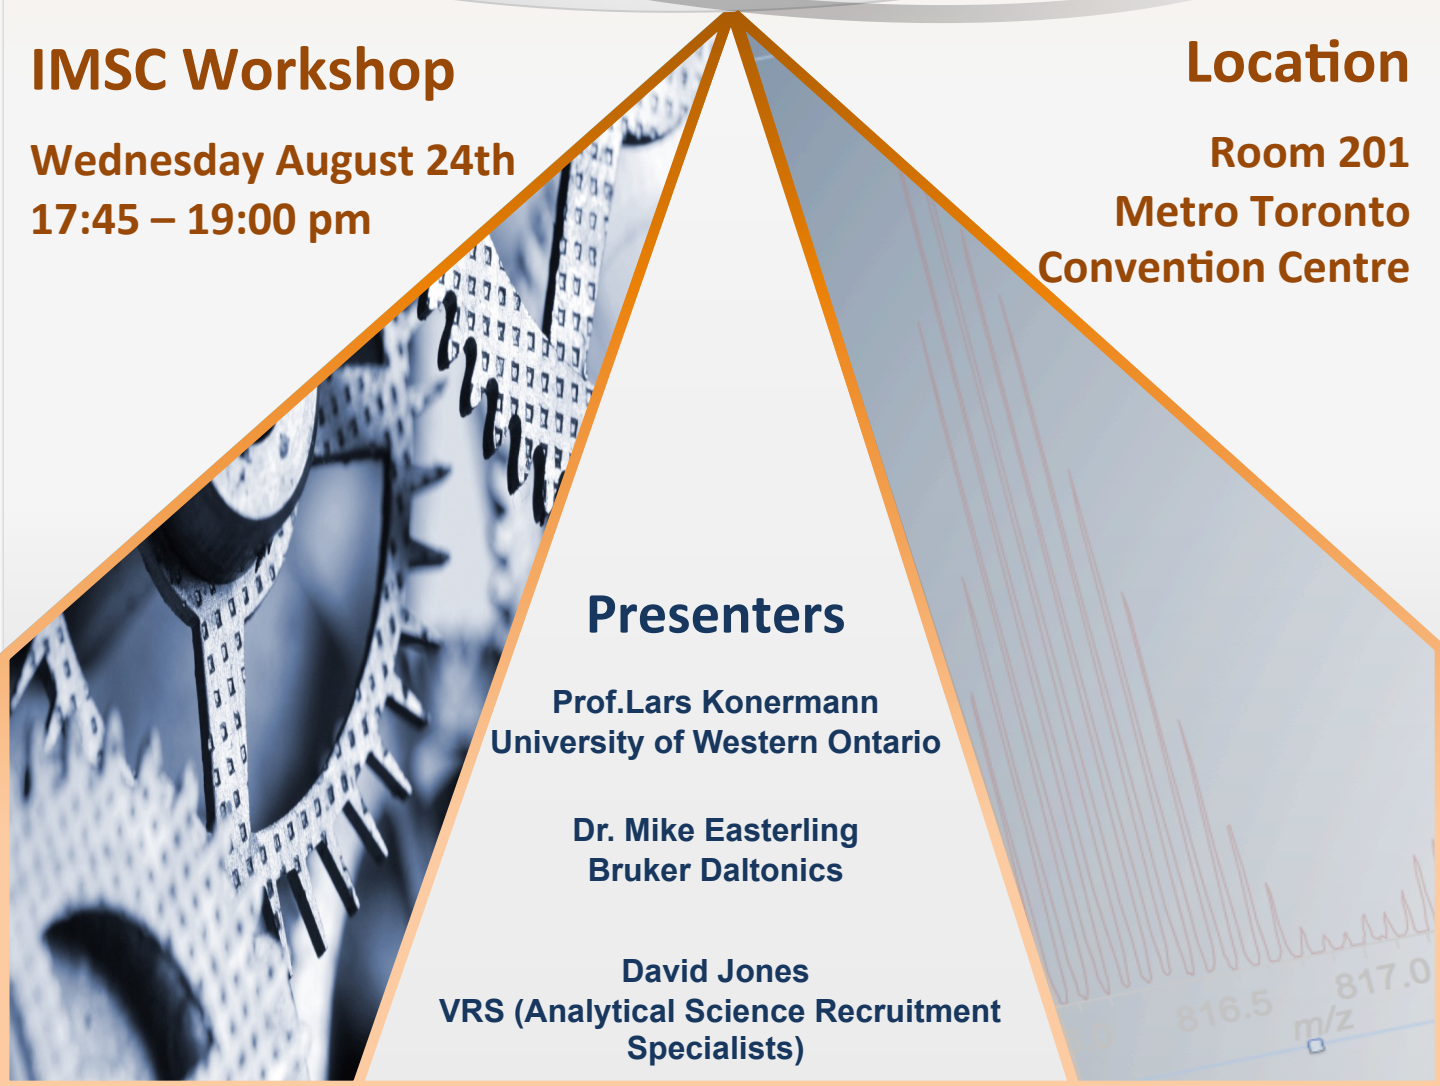 IMSC Workshop
Wednesday August 24th
17:45 – 19:00 pm
Location
Room 201
Metro Toronto
Convention Centre
Presenters
Prof.Lars Konermann
University of Western Ontario
Dr. Mike Easterling
Bruker Daltonics
David Jones
VRS (Analytical Science Recruitment
Specialists)
816.5
817.0
m/z